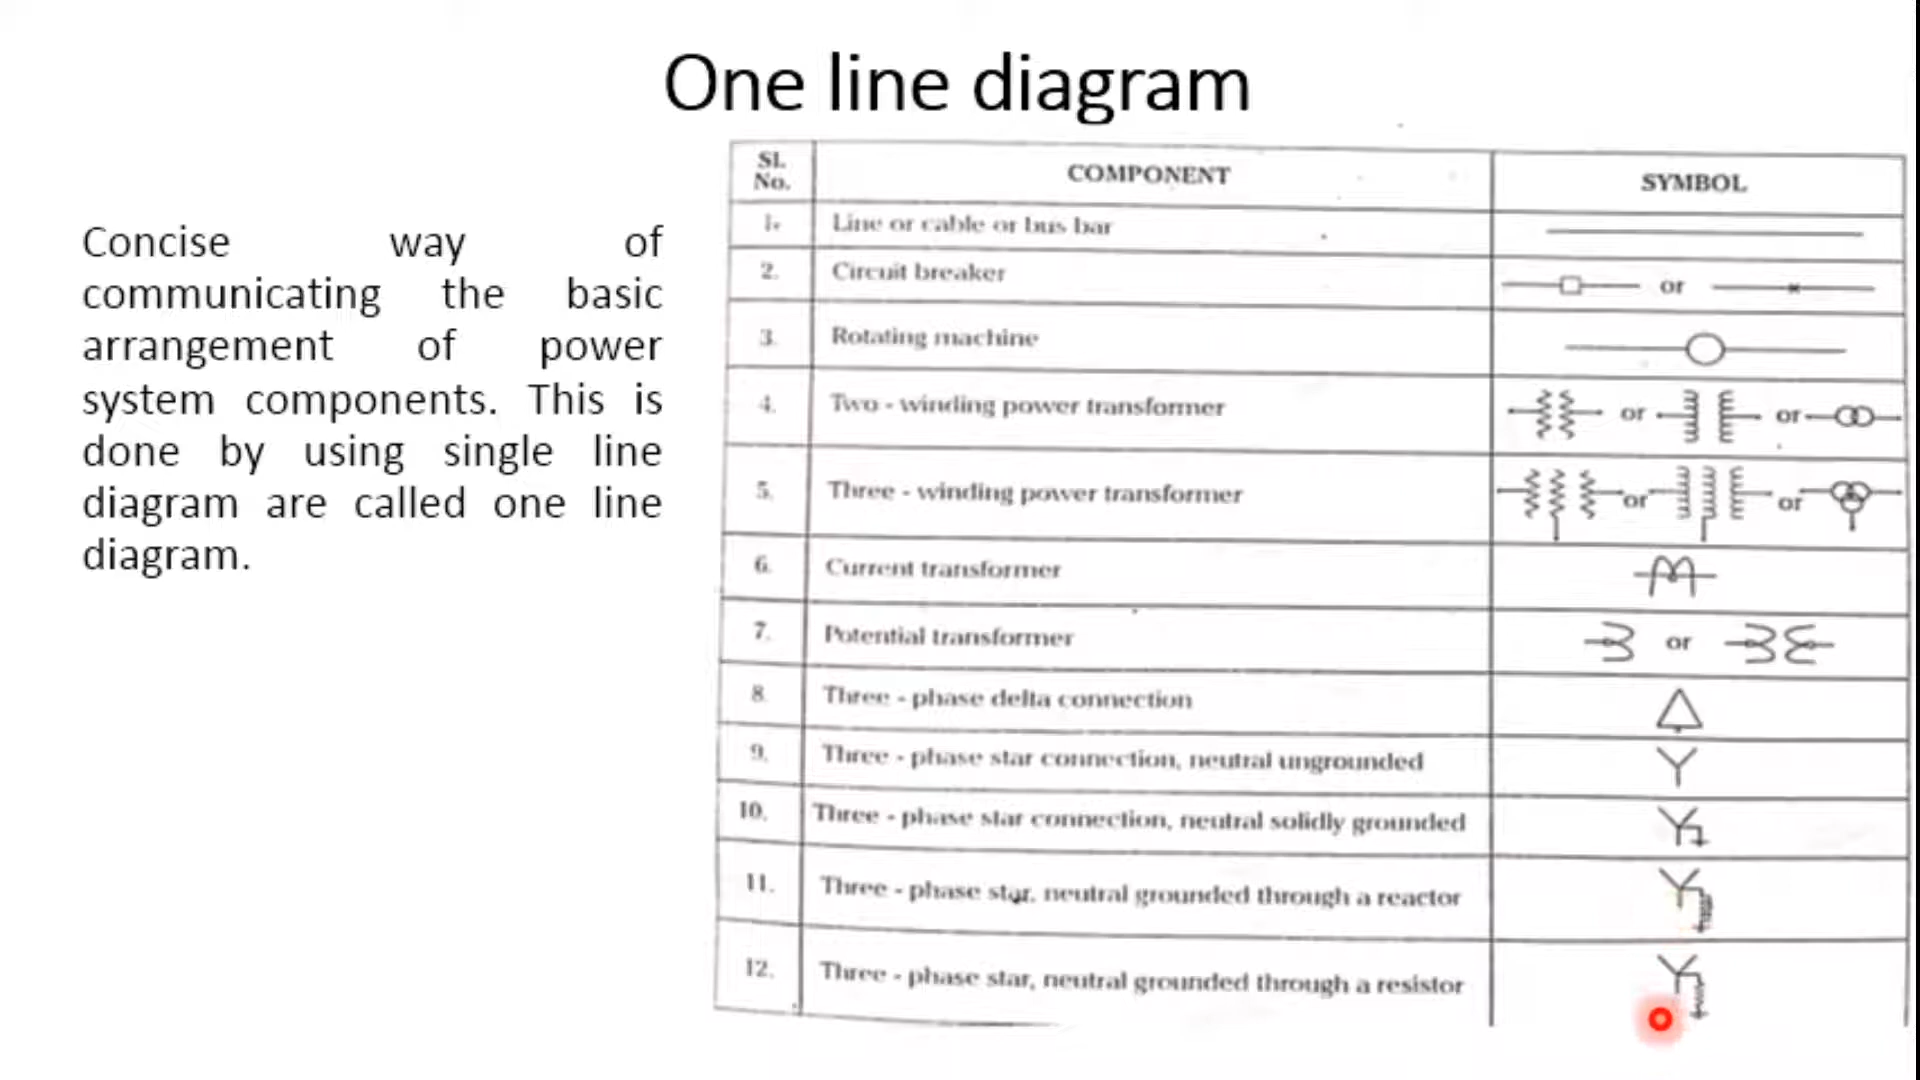 One line diagram
Concise way of
communicating the basic
arrangement of power
system components. This is
done by using single line
diagram are called one line
diagram.
Sl. No. COMPONENT SYMBOL
1. Line or cable or bus bar
2. Circuit breaker or
3. Rotating machine
4. Two - winding power transformer or or
5. Three - winding power transformer or or
6. Current transformer
7. Potential transformer or
8. Three - phase delta connection
9. Three - phase star connection, neutral ungrounded
10. Three - phase star connection, neutral solidly grounded
11. Three - phase star, neutral grounded through a reactor
12. Three - phase star, neutral grounded through a resistor